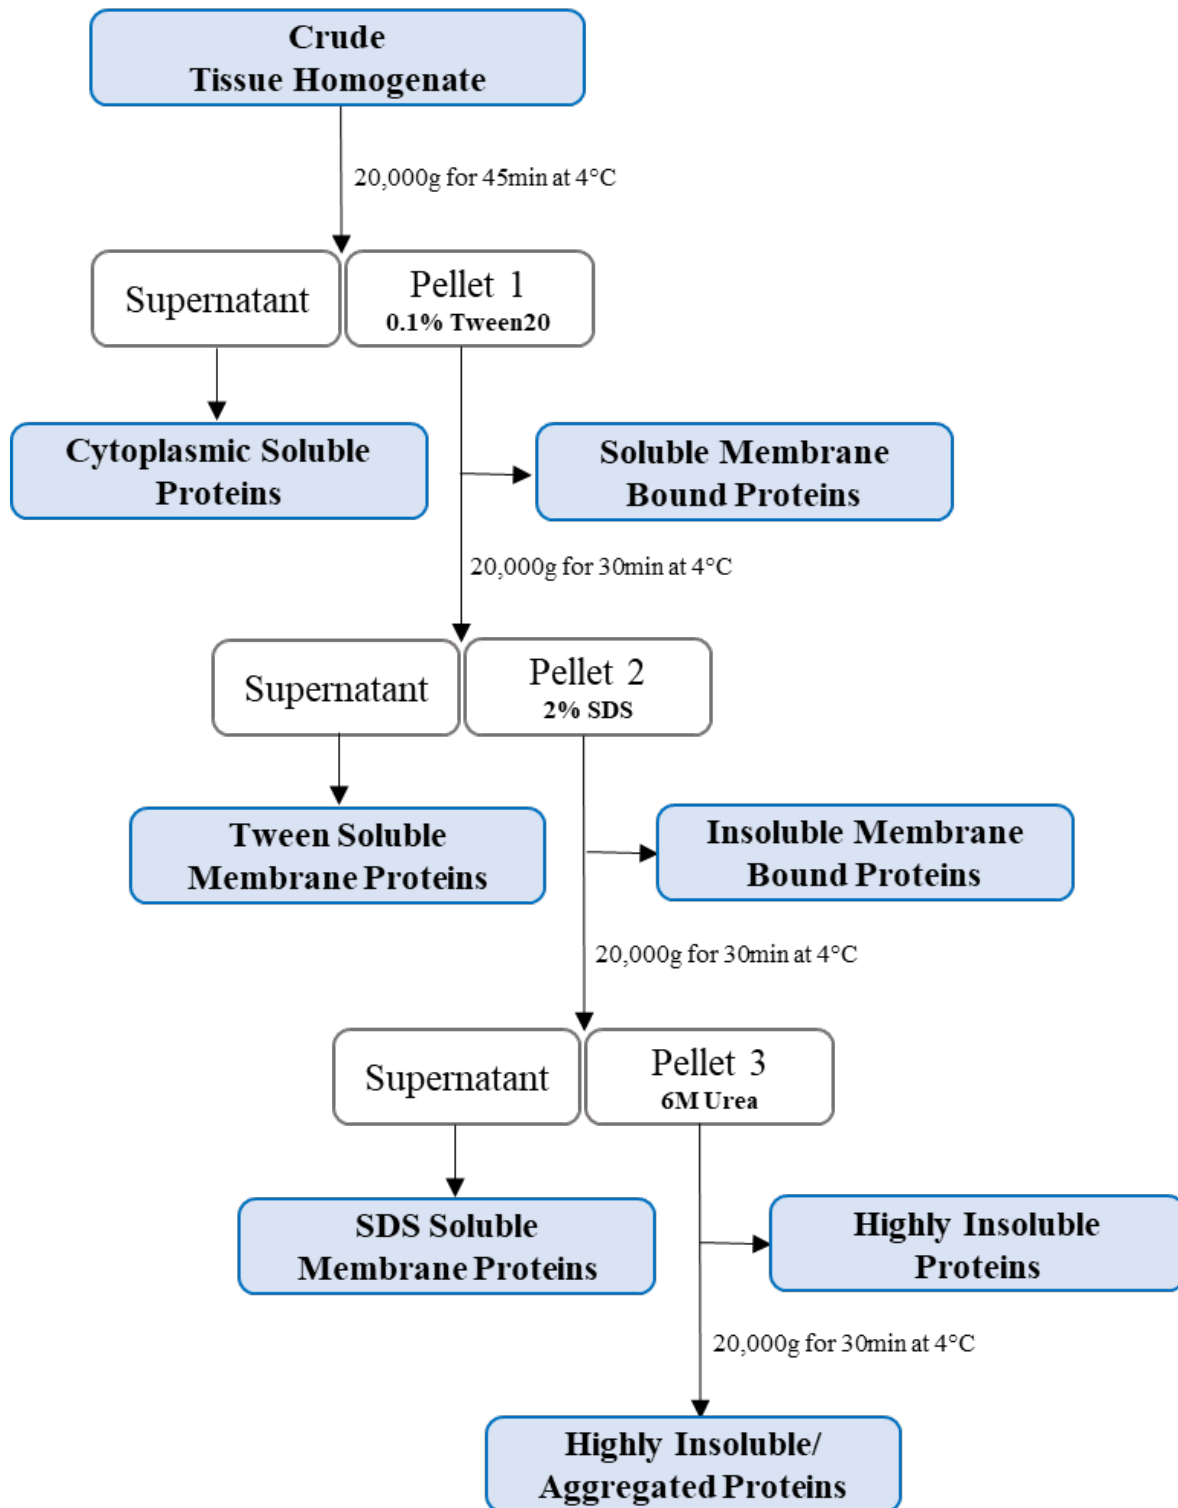 Crude
Tissue Homogenate
20,000g for 45min at 4°C
Supernatant
Pellet 1
0.1% Tween20
Cytoplasmic Soluble
Proteins
Soluble Membrane
Bound Proteins
20,000g for 30min at 4°C
Supernatant
Pellet 2
2% SDS
Tween Soluble
Membrane Proteins
Insoluble Membrane
Bound Proteins
20,000g for 30min at 4°C
Supernatant
Pellet 3
6M Urea
SDS Soluble
Membrane Proteins
Highly Insoluble
Proteins
20,000g for 30min at 4°C
Highly Insoluble/
Aggregated Proteins